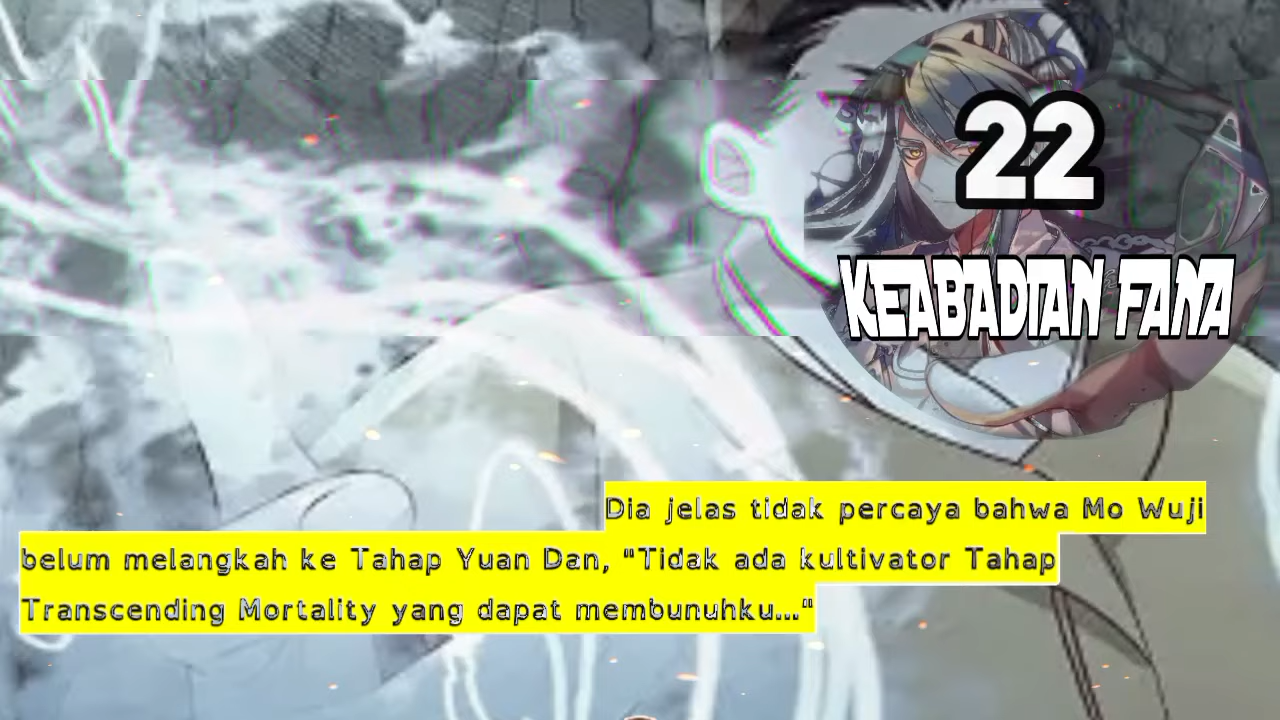 22
KEABADIAN FANA
Dia jelas tidak percaya bahwa Mo Wuji
belum melangkah ke Tahap Yuan Dan, "Tidak ada kultivator Tahap
Transcending Mortality yang dapat membunuhku..."